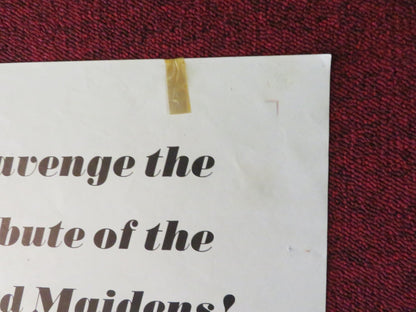 avenge the
bute of the
d Maidens!